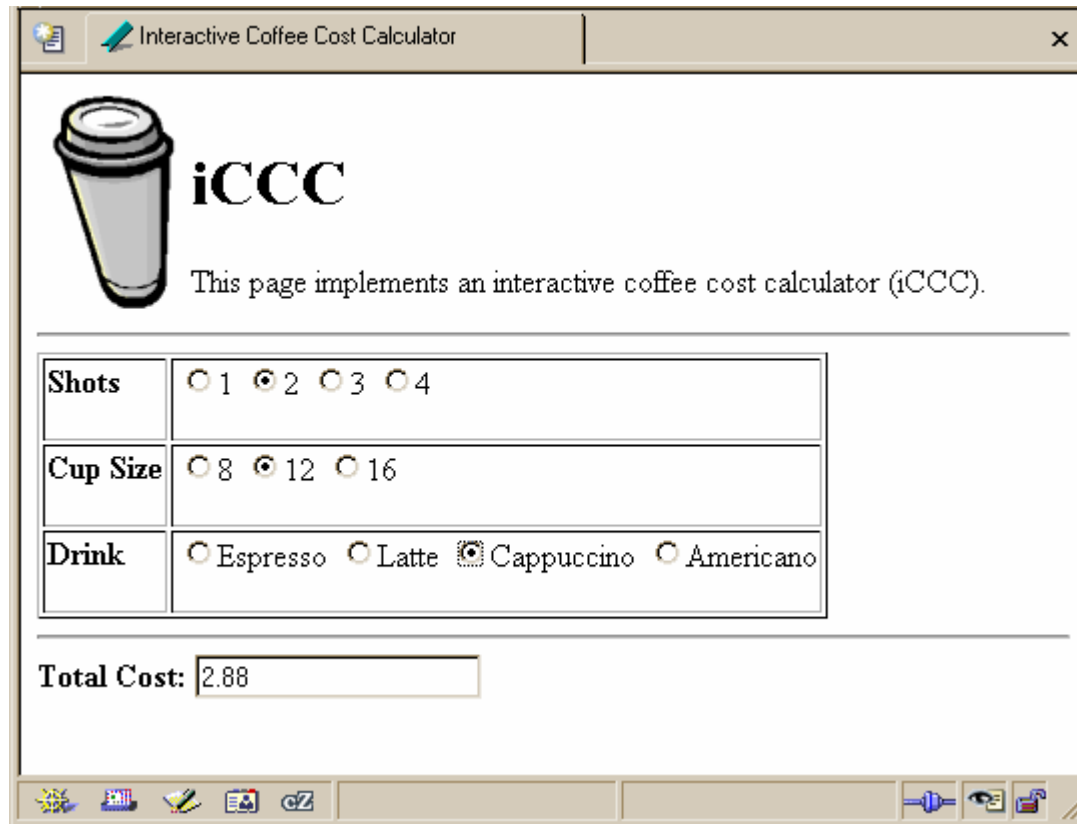 Interactive Coffee Cost Calculator
iCCC
This page implements an interactive coffee cost calculator (iCCC).
Shots 1 2 3 4
Cup Size 8 12 16
Drink Espresso Latte Cappuccino Americano
Total Cost: 2.88
cZ